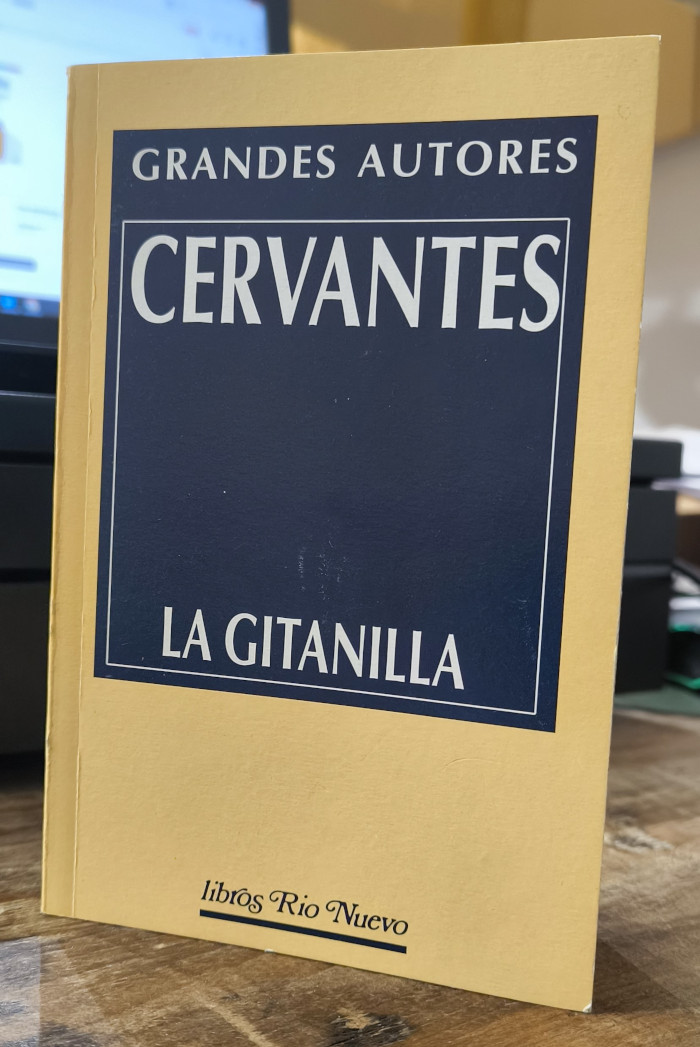 GRANDES AUTORES
CERVANTES
LA GITANILLA
libros Rio Nuevo